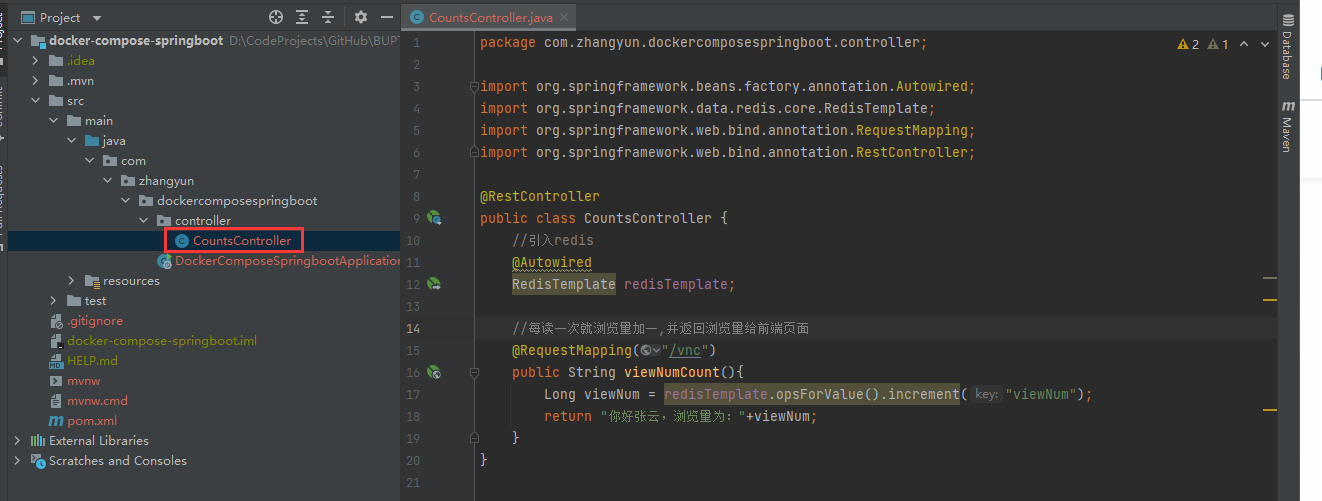 Project
CountsController.java
docker-compose-springboot D:\CodeProjects\GitHub\BUPT
.idea
.mvn
src
main
java
com
zhangyun
dockercomposespringboot
controller
CountsController
DockerComposeSpringbootApplication
resources
test
.gitignore
docker-compose-springboot.iml
HELP.md
mvnw
mvnw.cmd
pom.xml
External Libraries
Scratches and Consoles
1 package com.zhangyun.dockercomposespringboot.controller;
2
3 import org.springframework.beans.factory.annotation.Autowired;
4 import org.springframework.data.redis.core.RedisTemplate;
5 import org.springframework.web.bind.annotation.RequestMapping;
6 import org.springframework.web.bind.annotation.RestController;
7
8 @RestController
9 public class CountsController {
10 //引入redis
11 @Autowired
12 RedisTemplate redisTemplate;
13
14 //每读一次就浏览量加一,并返回浏览量给前端页面
15 @RequestMapping("/vnc")
16 public String viewNumCount(){
17 Long viewNum = redisTemplate.opsForValue().increment( key: "viewNum");
18 return "你好张云，浏览量为："+viewNum;
19 }
20 }
21
2 1
Database
Maven